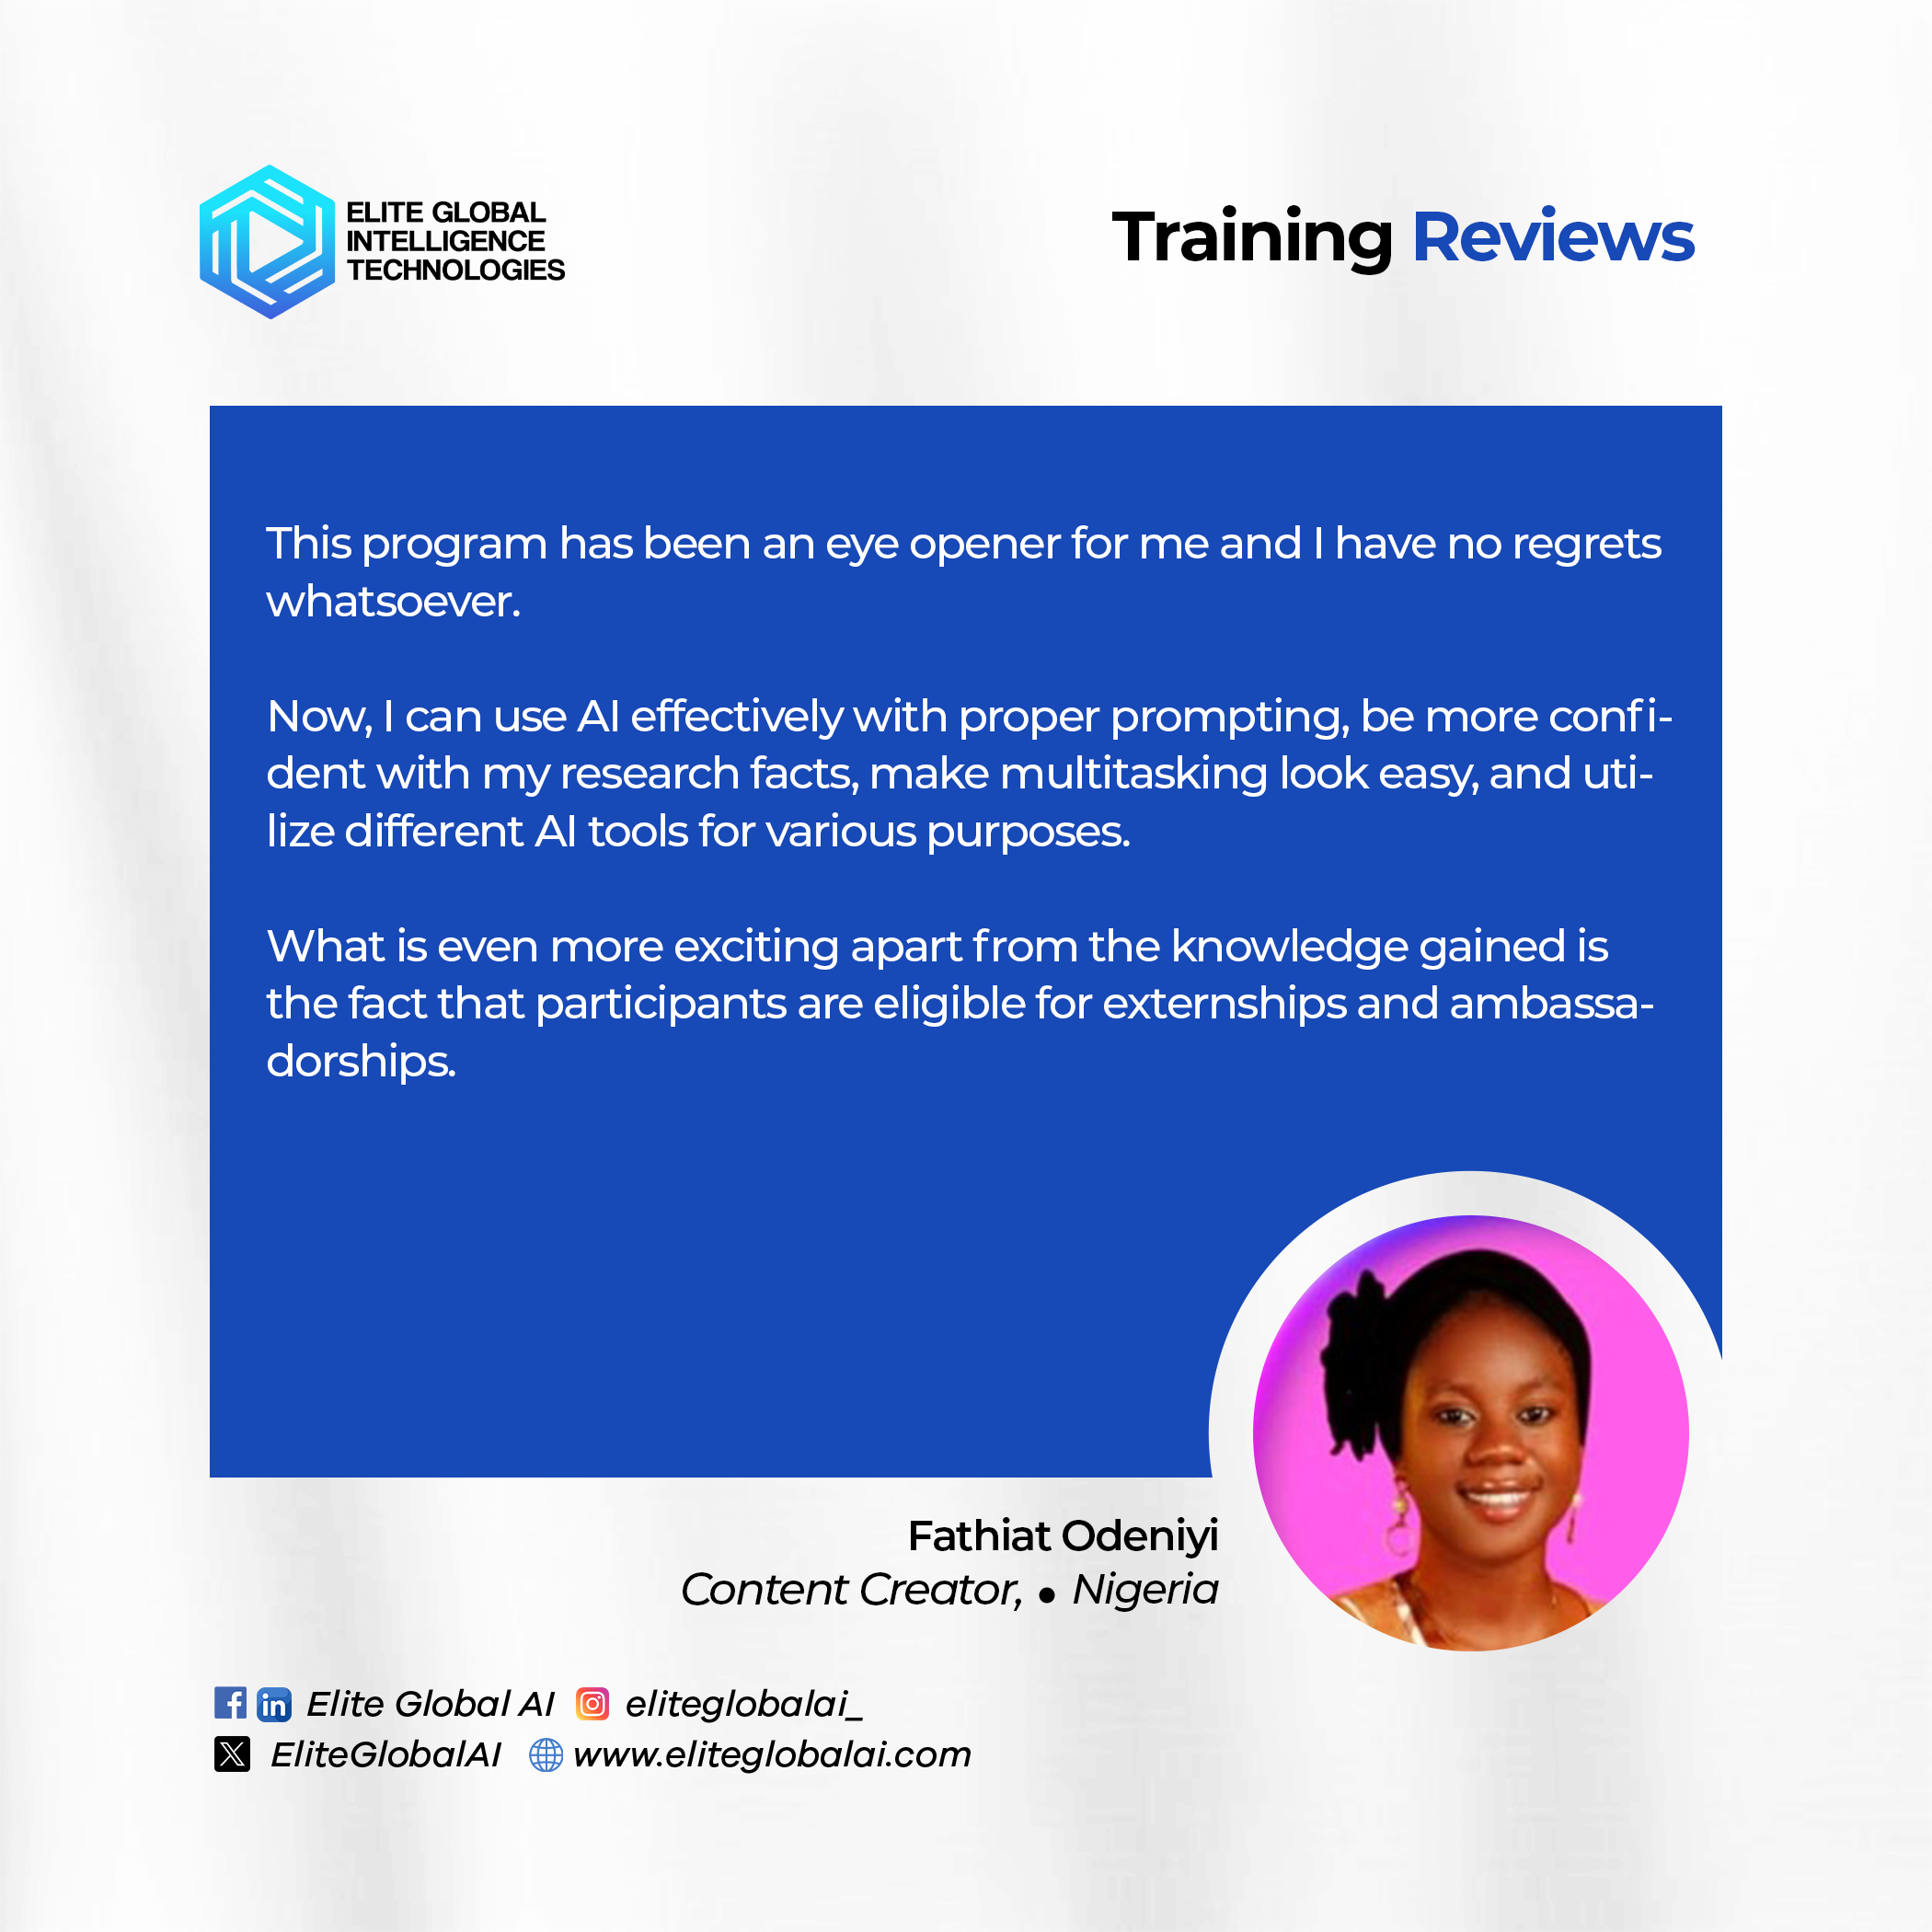 ELITE GLOBAL
INTELLIGENCE
TECHNOLOGIES
Training Reviews
This program has been an eye opener for me and I have no regrets
whatsoever.
Now, I can use AI effectively with proper prompting, be more confi-
dent with my research facts, make multitasking look easy, and uti-
lize different AI tools for various purposes.
What is even more exciting apart from the knowledge gained is
the fact that participants are eligible for externships and ambassa-
dorships.
Fathiat Odeniyi
Content Creator, • Nigeria
Elite Global AI eliteglobalai_
EliteGlobalAI www.eliteglobalai.com